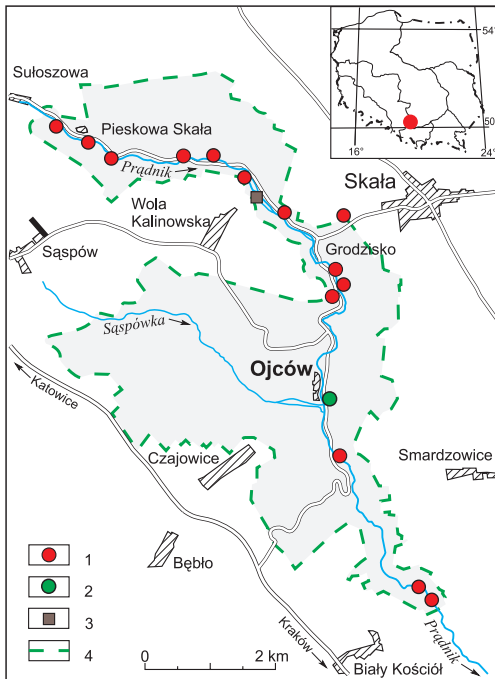 54°
50°
16°
24°
Sułoszowa
Pieskowa Skała
Prądnik
Skała
Wola
Kalinowska
Grodzisko
Sąspów
Sąspówka
Ojców
Katowice
Czajowice
Smardzowice
1
Bębło
2
3
4
0
2 km
Kraków
Prądnik
Biały Kościół